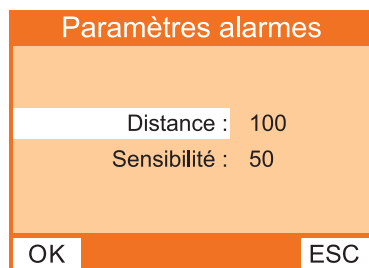 Paramètres alarmes
Distance : 100
Sensibilité : 50
OK ESC